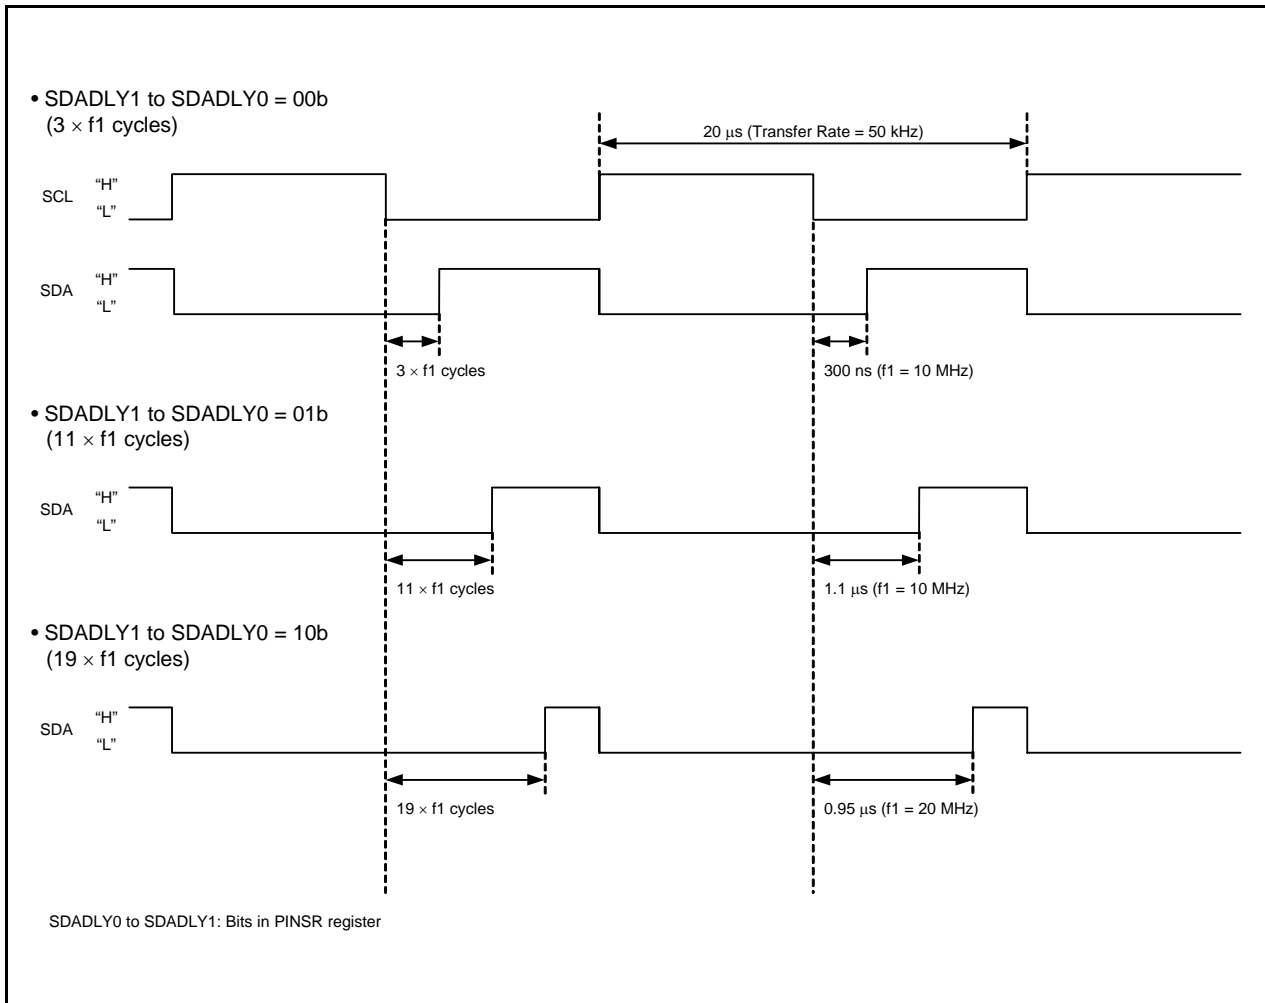 • SDADLY1 to SDADLY0 = 00b
(3 × f1 cycles)
20 μs (Transfer Rate = 50 kHz)
SCL
“H”
“L”
SDA
“H”
“L”
3 × f1 cycles
300 ns (f1 = 10 MHz)
• SDADLY1 to SDADLY0 = 01b
(11 × f1 cycles)
SDA
“H”
“L”
11 × f1 cycles
1.1 μs (f1 = 10 MHz)
• SDADLY1 to SDADLY0 = 10b
(19 × f1 cycles)
SDA
“H”
“L”
19 × f1 cycles
0.95 μs (f1 = 20 MHz)
SDADLY0 to SDADLY1: Bits in PINSR register